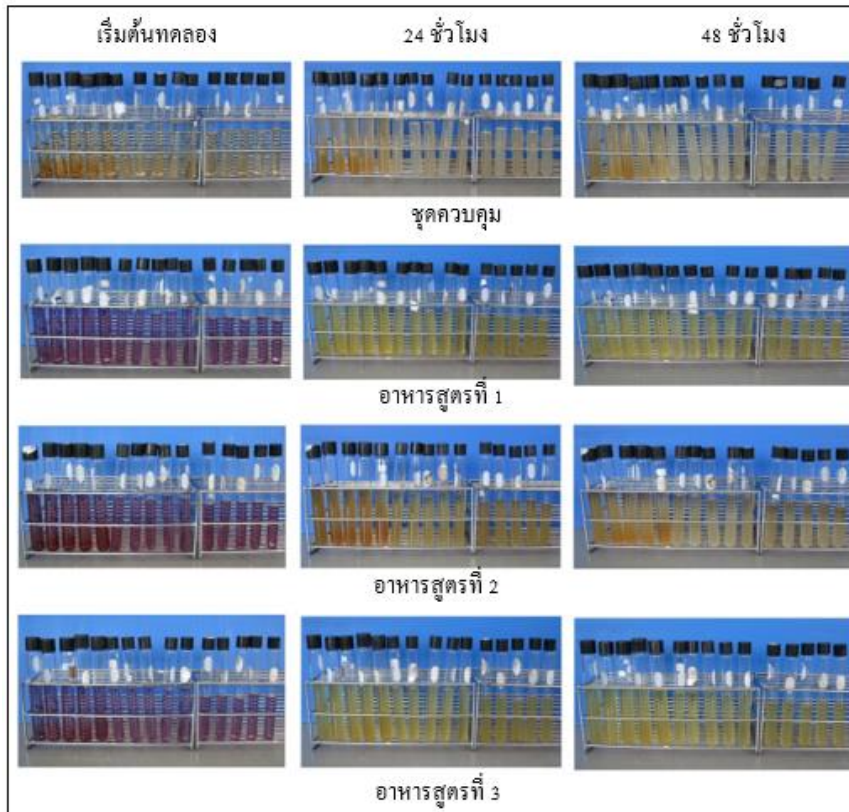 เริ่มต้นทดลอง 24 ชั่วโมง 48 ชั่วโมง
ชุดควบคุม
อาหารสูตรที่ 1
อาหารสูตรที่ 2
อาหารสูตรที่ 3